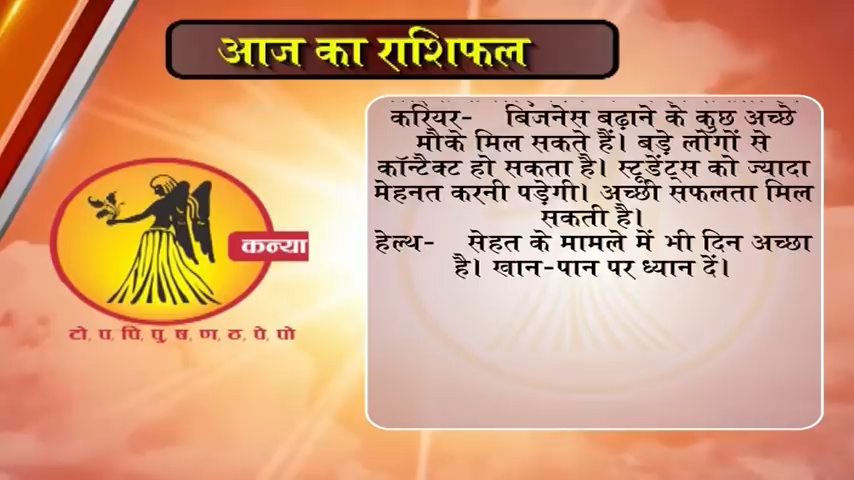 आज का राशिफल
करियर- बिजनेस बढ़ाने के कुछ अच्छे
मौके मिल सकते हैं। बड़े लोगों से
कॉन्टैक्ट हो सकता है। स्टूडेंट्स को ज्यादा
मेहनत करनी पड़ेगी। अच्छी सफलता मिल
सकती है।
हेल्थ- सेहत के मामले में भी दिन अच्छा
है। खान-पान पर ध्यान दें।
कन्या
टो, प, पि, पु, ष, ण, ठ, पे, पो